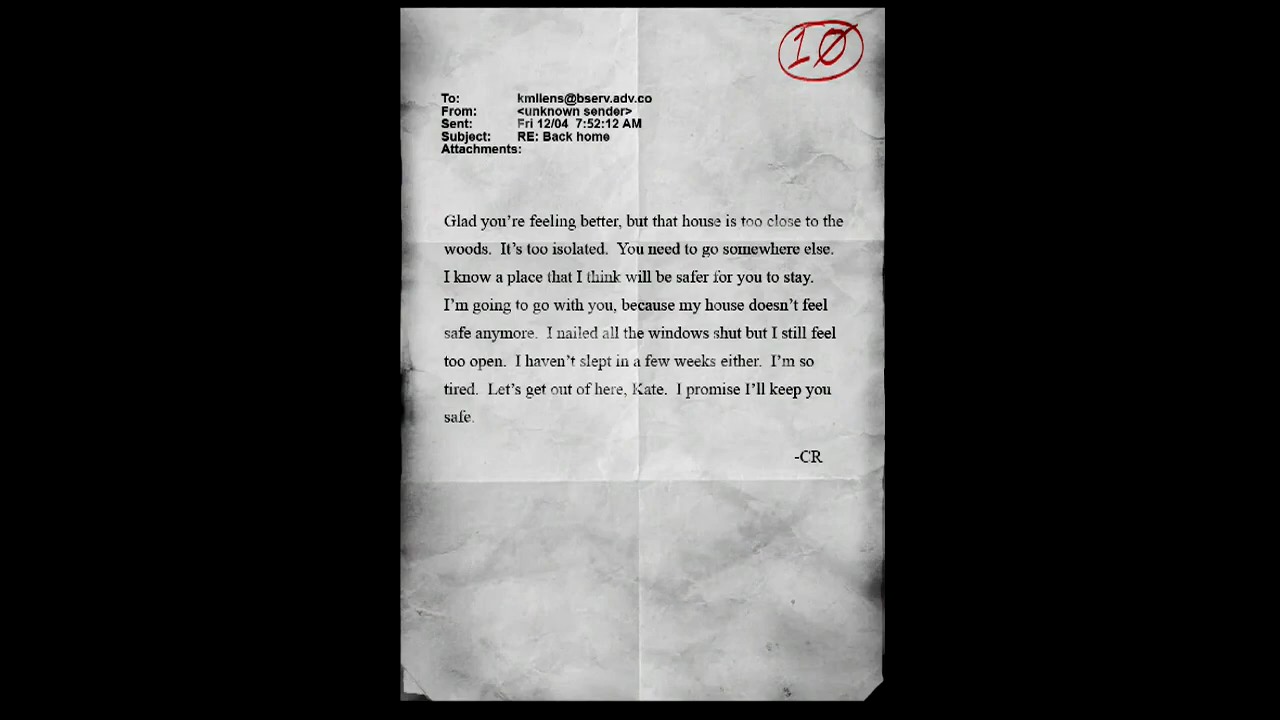 1Ø
To: kmllens@bserv.adv.co
From: <unknown sender>
Sent: Fri 12/04 7:52:12 AM
Subject: RE: Back home
Attachments:
Glad you’re feeling better, but that house is too close to the
woods. It’s too isolated. You need to go somewhere else.
I know a place that I think will be safer for you to stay.
I’m going to go with you, because my house doesn’t feel
safe anymore. I nailed all the windows shut but I still feel
too open. I haven’t slept in a few weeks either. I’m so
tired. Let’s get out of here, Kate. I promise I’ll keep you
safe.
-CR